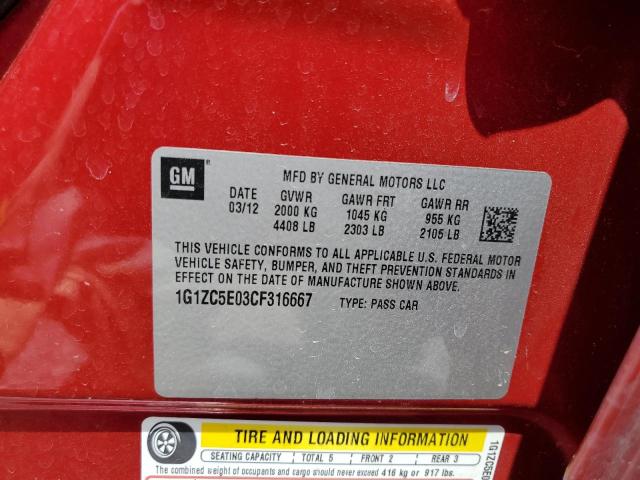 GM
MFD BY GENERAL MOTORS LLC
DATE GVWR GAWR FRT GAWR RR
03/12 2000 KG 1045 KG 955 KG
4408 LB 2303 LB 2105 LB
THIS VEHICLE CONFORMS TO ALL APPLICABLE U.S. FEDERAL MOTOR
VEHICLE SAFETY, BUMPER, AND THEFT PREVENTION STANDARDS IN
EFFECT ON THE DATE OF MANUFACTURE SHOWN ABOVE.
1G1ZC5E03CF316667 TYPE: PASS CAR
TIRE AND LOADING INFORMATION
SEATING CAPACITY TOTAL 5 FRONT 2 REAR 3
The combined weight of occupants and cargo should never exceed 416 kg or 917 lbs.
1G1ZC5E0